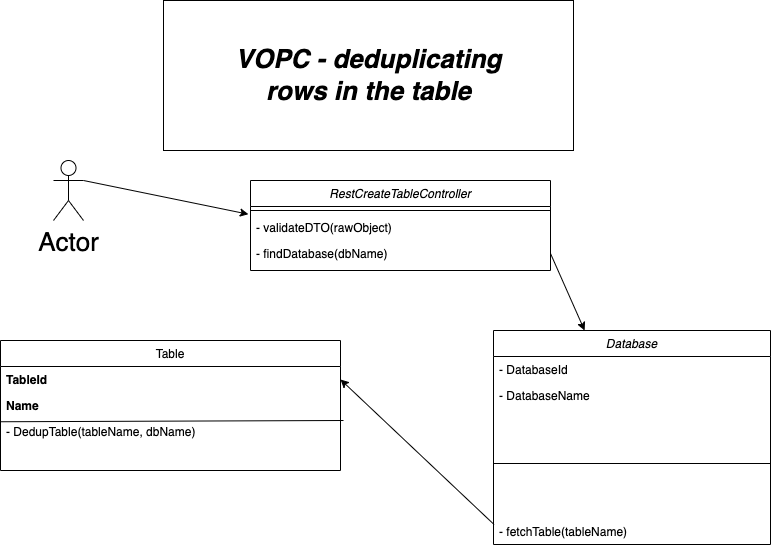 VOPC - deduplicating
rows in the table
Actor
RestCreateTableController
- validateDTO(rawObject)
- findDatabase(dbName)
Table
TableId
Name
- DedupTable(tableName, dbName)
Database
- DatabaseId
- DatabaseName
- fetchTable(tableName)